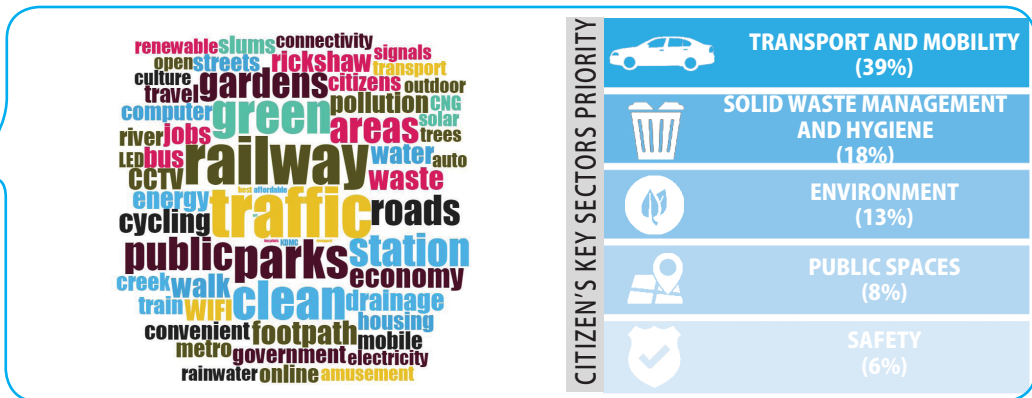 renewable slums connectivity
open streets rickshaw signals
culture gardens citizens transport
travel outdoor
computer green pollution CNG
solar
river jobs areas trees
LED bus railway water auto
CCTV waste
energy best affordable
cycling traffic roads
KDMC
public parks station
economy
creek walk clean drainage
train WIFI housing
convenient footpath mobile
metro government electricity
rainwater online amusement
CITIZEN'S KEY SECTORS PRIORITY
TRANSPORT AND MOBILITY
(39%)
SOLID WASTE MANAGEMENT
AND HYGIENE
(18%)
ENVIRONMENT
(13%)
PUBLIC SPACES
(8%)
SAFETY
(6%)